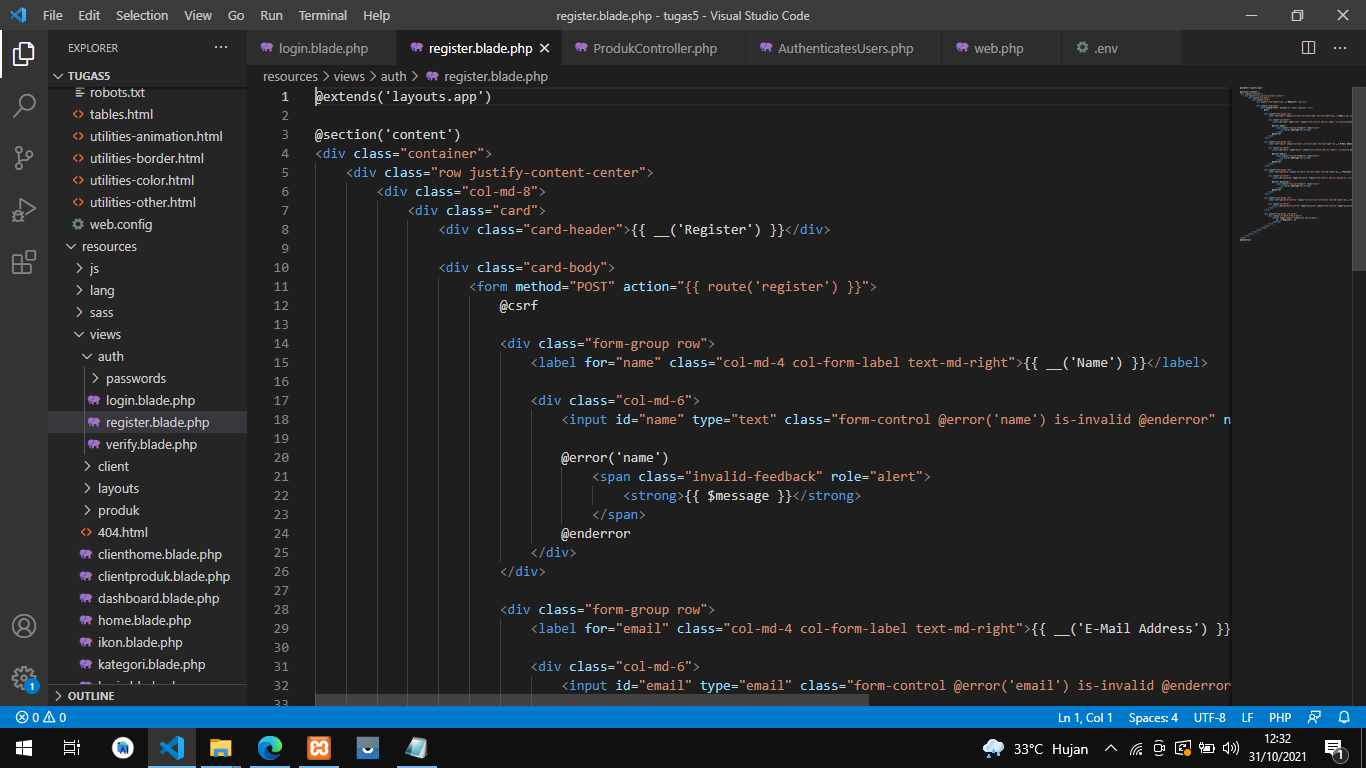 File Edit Selection View Go Run Terminal Help
register.blade.php - tugas5 - Visual Studio Code
EXPLORER
login.blade.php
register.blade.php
ProdukController.php
AuthenticatesUsers.php
web.php
.env
TUGAS5
resources > views > auth > register.blade.php
robots.txt
tables.html
utilities-animation.html
utilities-border.html
utilities-color.html
utilities-other.html
web.config
resources
js
lang
sass
views
auth
passwords
login.blade.php
register.blade.php
verify.blade.php
client
layouts
produk
404.html
clienthome.blade.php
clientproduk.blade.php
dashboard.blade.php
home.blade.php
ikon.blade.php
kategori.blade.php
OUTLINE
1 @extends('layouts.app')
2
3 @section('content')
4 <div class="container">
5 <div class="row justify-content-center">
6 <div class="col-md-8">
7 <div class="card">
8 <div class="card-header">{{ __('Register') }}</div>
9
10 <div class="card-body">
11 <form method="POST" action="{{ route('register') }}">
12 @csrf
13
14 <div class="form-group row">
15 <label for="name" class="col-md-4 col-form-label text-md-right">{{ __('Name') }}</label>
16
17 <div class="col-md-6">
18 <input id="name" type="text" class="form-control @error('name') is-invalid @enderror" n
19
20 @error('name')
21 <span class="invalid-feedback" role="alert">
22 <strong>{{ $message }}</strong>
23 </span>
24 @enderror
25 </div>
26 </div>
27
28 <div class="form-group row">
29 <label for="email" class="col-md-4 col-form-label text-md-right">{{ __('E-Mail Address') }}
30
31 <div class="col-md-6">
32 <input id="email" type="email" class="form-control @error('email') is-invalid @enderror
33
0 0
Ln 1, Col 1 Spaces: 4 UTF-8 LF PHP
1
33°C Hujan
12:32
31/10/2021
1